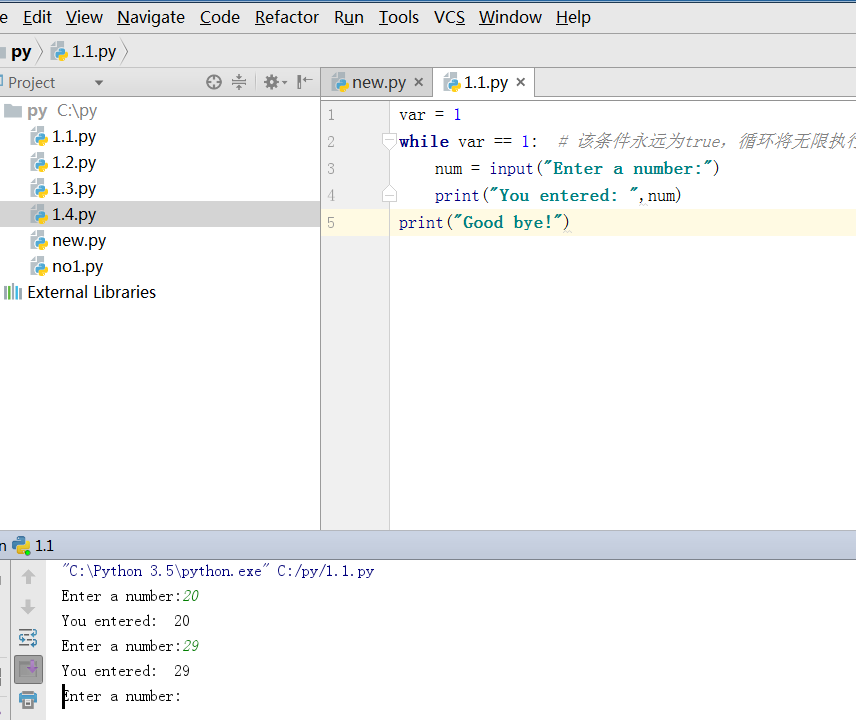 Edit View Navigate Code Refactor Run Tools VCS Window Help
py 1.1.py
Project
new.py 1.1.py
py C:\py
1.1.py
1.2.py
1.3.py
1.4.py
new.py
no1.py
External Libraries
1 var = 1
2 while var == 1: # 该条件永远为true，循环将无限执行
3 num = input("Enter a number:")
4 print("You entered: ",num)
5 print("Good bye!")
1.1
"C:\Python 3.5\python.exe" C:/py/1.1.py
Enter a number:20
You entered:  20
Enter a number:29
You entered:  29
Enter a number: